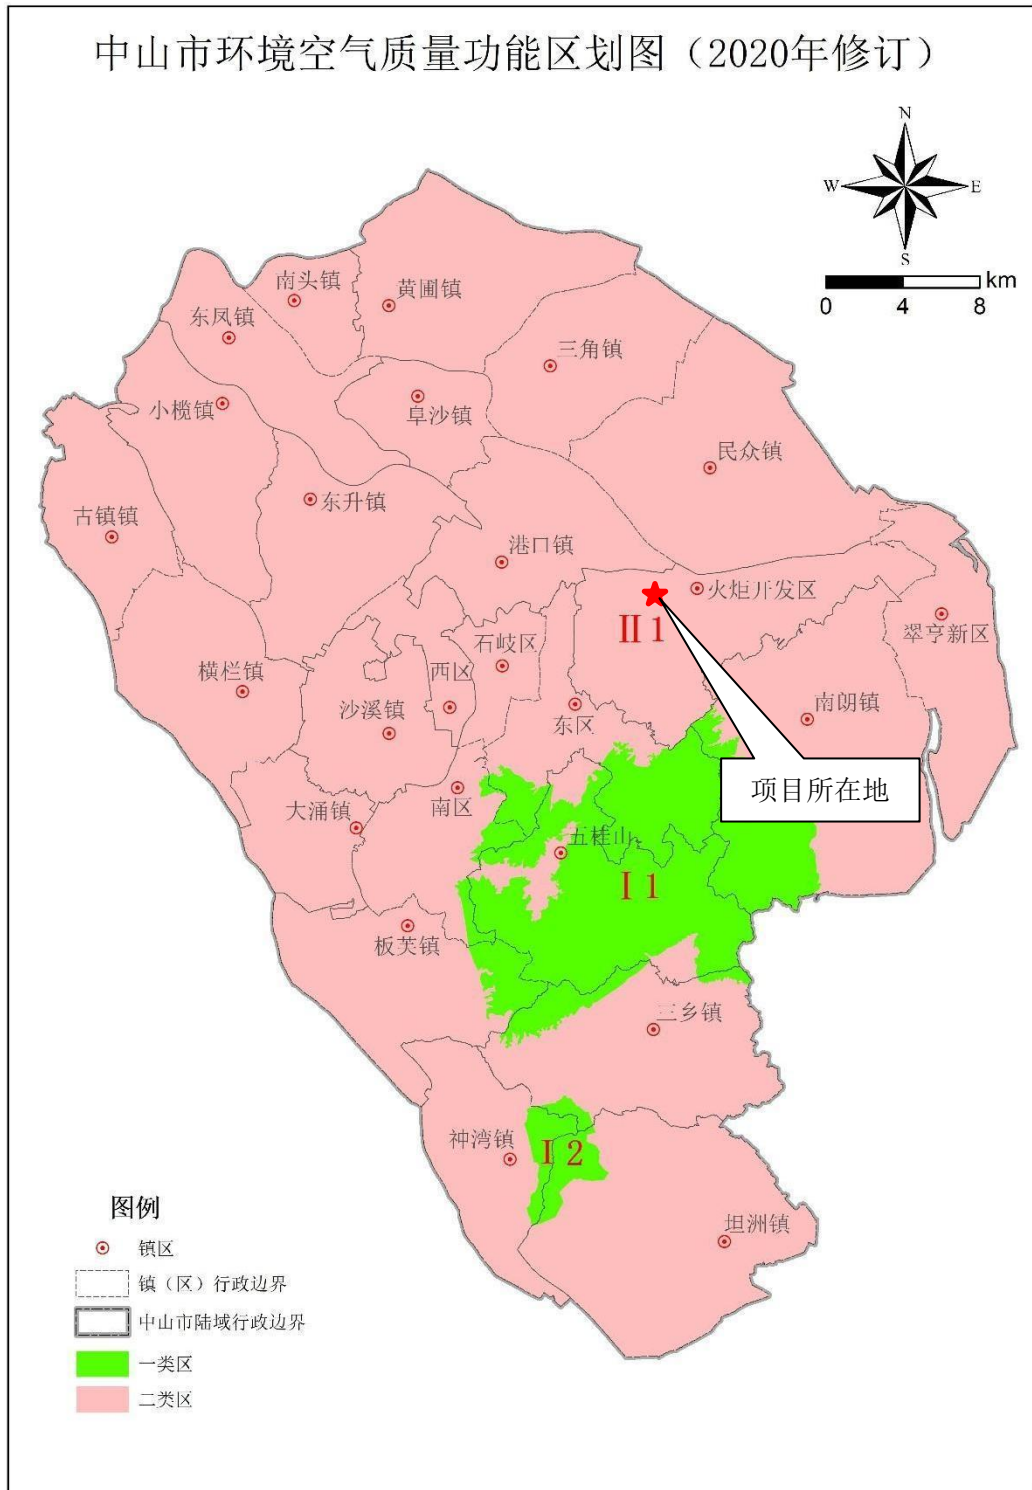 中山市环境空气质量功能区划图（2020年修订）
N
W
E
S
km
0
4
8
南头镇
黄圃镇
东凤镇
三角镇
小榄镇
阜沙镇
民众镇
东升镇
古镇镇
港口镇
火炬开发区
II 1
翠亨新区
石岐区
西区
横栏镇
沙溪镇
东区
南朗镇
项目所在地
南区
大涌镇
五桂山
I 1
板芙镇
三乡镇
神湾镇
I 2
坦洲镇
图例
镇区
镇（区）行政边界
中山市陆域行政边界
一类区
二类区